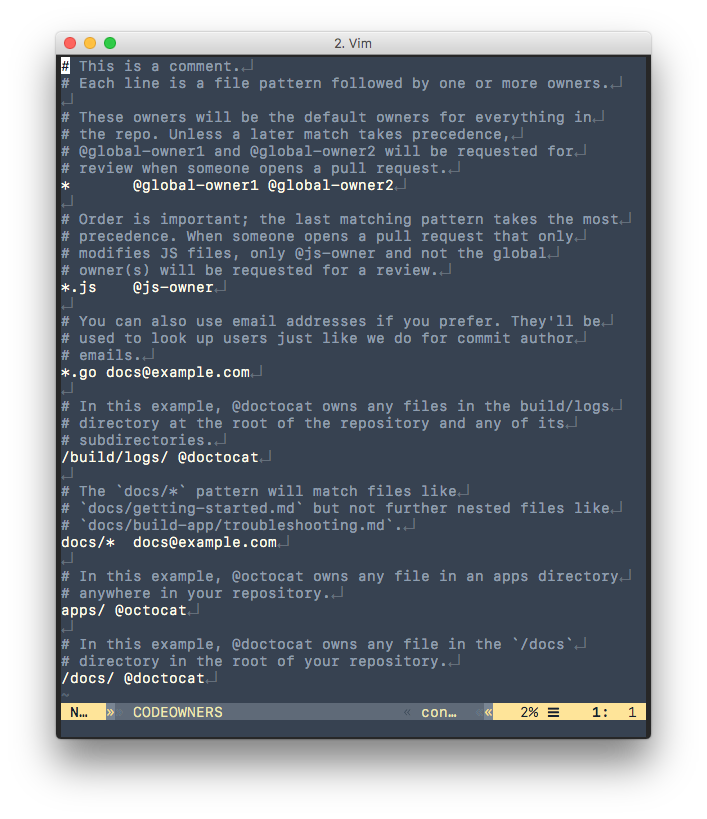 2. Vim
# This is a comment.↵
# Each line is a file pattern followed by one or more owners.↵
↵
# These owners will be the default owners for everything in↵
# the repo. Unless a later match takes precedence,↵
# @global-owner1 and @global-owner2 will be requested for↵
# review when someone opens a pull request.↵
*       @global-owner1 @global-owner2↵
↵
# Order is important; the last matching pattern takes the most↵
# precedence. When someone opens a pull request that only↵
# modifies JS files, only @js-owner and not the global↵
# owner(s) will be requested for a review.↵
*.js    @js-owner↵
↵
# You can also use email addresses if you prefer. They'll be↵
# used to look up users just like we do for commit author↵
# emails.↵
*.go docs@example.com↵
↵
# In this example, @doctocat owns any files in the build/logs↵
# directory at the root of the repository and any of its↵
# subdirectories.↵
/build/logs/ @doctocat↵
↵
# The `docs/*` pattern will match files like↵
# `docs/getting-started.md` but not further nested files like↵
# `docs/build-app/troubleshooting.md`.↵
docs/*  docs@example.com↵
↵
# In this example, @octocat owns any file in an apps directory↵
# anywhere in your repository.↵
apps/ @octocat↵
↵
# In this example, @doctocat owns any file in the `/docs`↵
# directory in the root of your repository.↵
/docs/ @doctocat↵
~
N… » CODEOWNERS « con… « 2% ☰ 1: 1